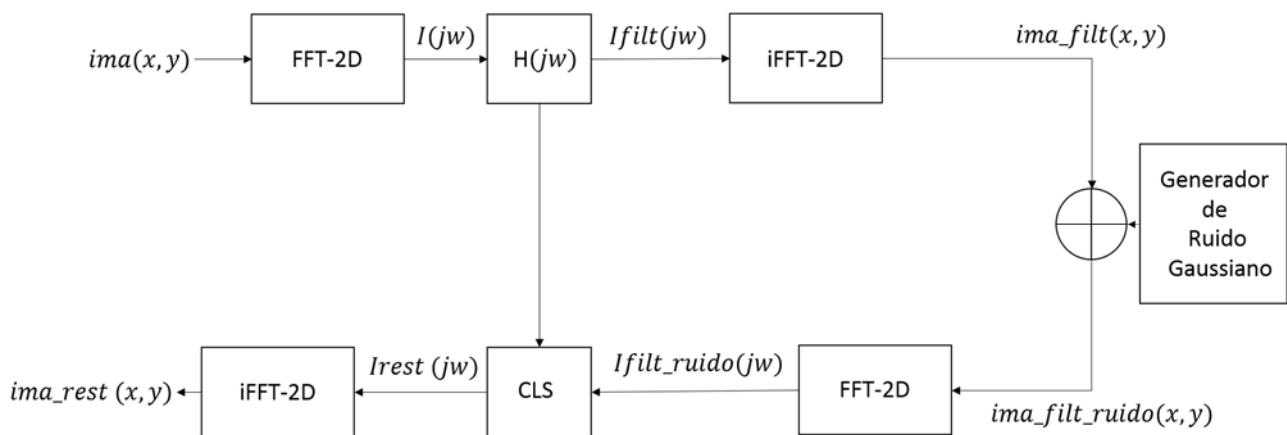 ima(x, y)
FFT-2D
I(jw)
H(jw)
Ifilt(jw)
iFFT-2D
ima_filt(x, y)
Generador
de
Ruido
Gaussiano
ima_rest (x, y)
iFFT-2D
Irest (jw)
CLS
Ifilt_ruido(jw)
FFT-2D
ima_filt_ruido(x, y)